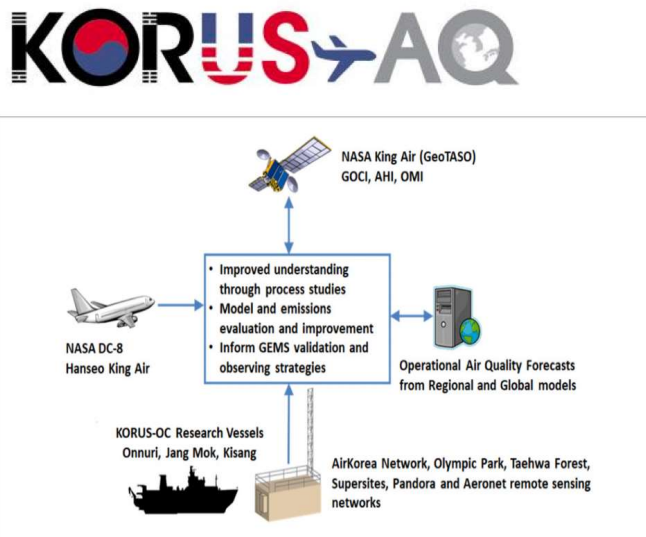 KORUS-AQ
NASA King Air (GeoTASO)
GOCI, AHI, OMI
• Improved understanding
through process studies
• Model and emissions
evaluation and improvement
• Inform GEMS validation and
observing strategies
NASA DC-8
Hanseo King Air
Operational Air Quality Forecasts
from Regional and Global models
KORUS-OC Research Vessels
Onnuri, Jang Mok, Kisang
AirKorea Network, Olympic Park, Taehwa Forest,
Supersites, Pandora and Aeronet remote sensing
networks